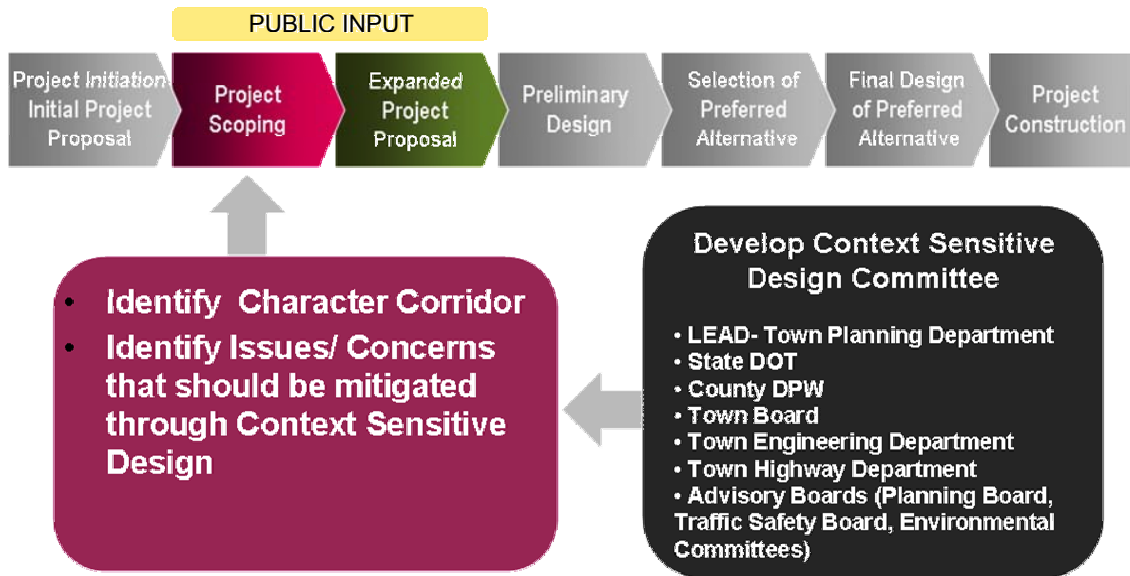 PUBLIC INPUT
Project Initiation
Initial Project
Proposal
Project
Scoping
Expanded
Project
Proposal
Preliminary
Design
Selection of
Preferred
Alternative
Final Design
of Preferred
Alternative
Project
Construction
• Identify Character Corridor
• Identify Issues/ Concerns
that should be mitigated
through Context Sensitive
Design
Develop Context Sensitive
Design Committee
• LEAD- Town Planning Department
• State DOT
• County DPW
• Town Board
• Town Engineering Department
• Town Highway Department
• Advisory Boards (Planning Board,
Traffic Safety Board, Environmental
Committees)